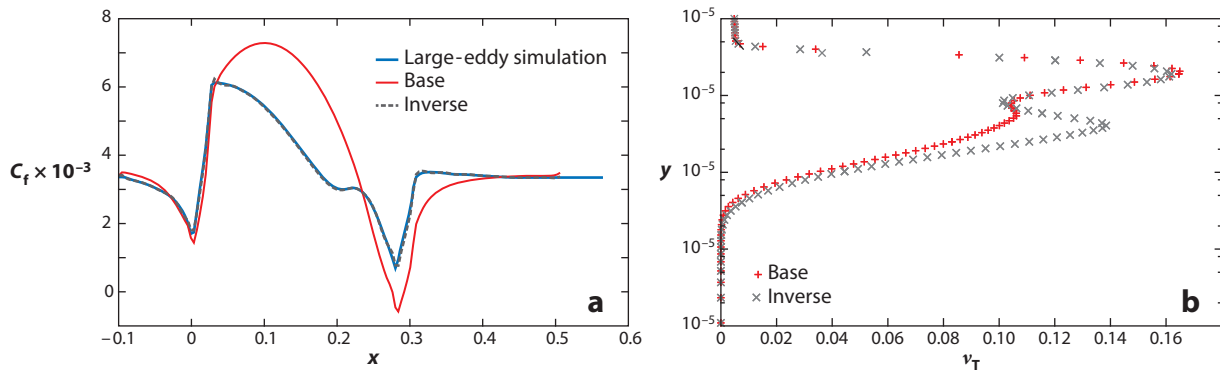 8
6
4
2
0
C_f × 10⁻³
−0.1
0
0.1
0.2
0.3
0.4
0.5
0.6
x
Large-eddy simulation
Base
Inverse
a
10⁻⁵
10⁻⁵
10⁻⁵
10⁻⁵
10⁻⁵
y
0
0.02
0.04
0.06
0.08
0.10
0.12
0.14
0.16
ν_T
Base
Inverse
b